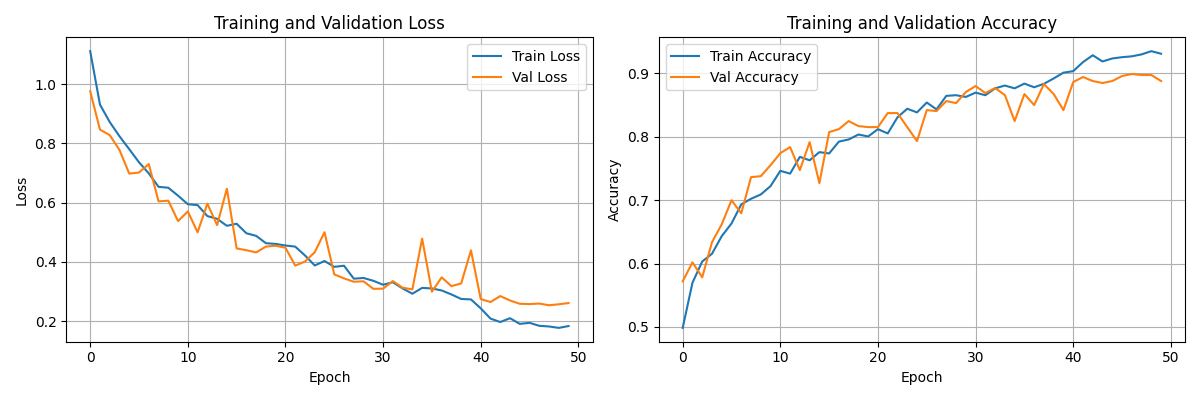 Training and Validation Loss
Train Loss
Val Loss
1.0
0.8
0.6
0.4
0.2
Loss
0 10 20 30 40 50
Epoch
Training and Validation Accuracy
Train Accuracy
Val Accuracy
0.9
0.8
0.7
0.6
0.5
Accuracy
0 10 20 30 40 50
Epoch